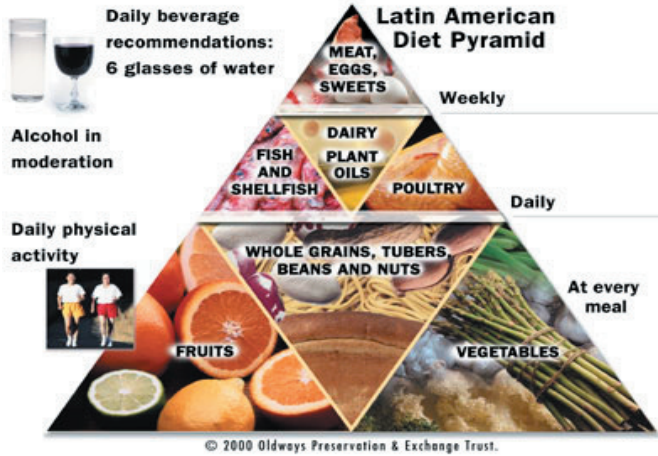 Daily beverage
recommendations:
6 glasses of water
Alcohol in
moderation
Daily physical
activity
Latin American
Diet Pyramid
MEAT,
EGGS,
SWEETS
Weekly
DAIRY
PLANT
OILS
FISH
AND
SHELLFISH
POULTRY
Daily
WHOLE GRAINS, TUBERS,
BEANS AND NUTS
FRUITS
VEGETABLES
At every
meal
© 2000 Oldways Preservation & Exchange Trust.